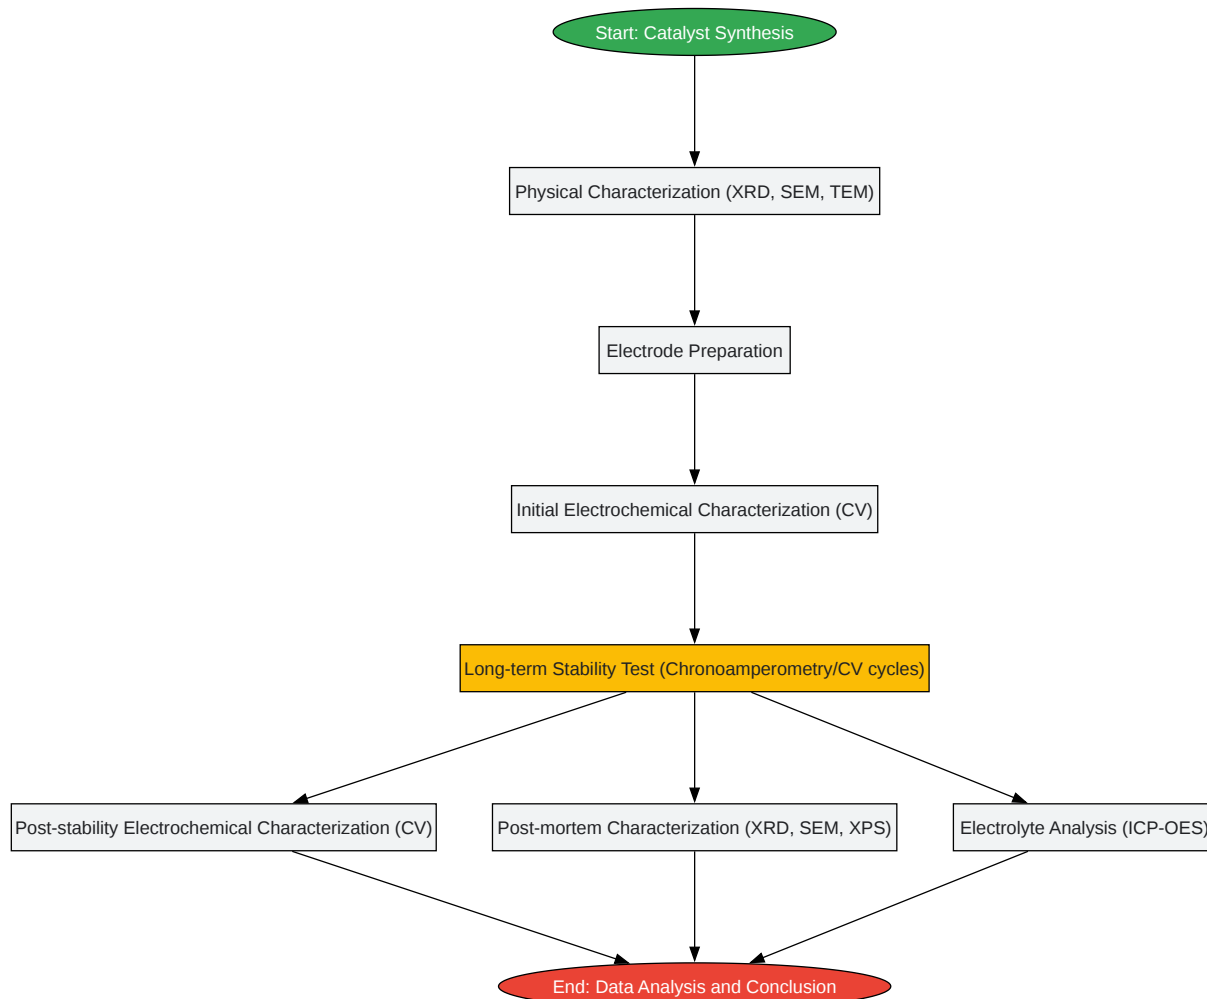 Start: Catalyst Synthesis
Physical Characterization (XRD, SEM, TEM)
Electrode Preparation
Initial Electrochemical Characterization (CV)
Long-term Stability Test (Chronoamperometry/CV cycles)
Post-stability Electrochemical Characterization (CV)
Post-mortem Characterization (XRD, SEM, XPS)
Electrolyte Analysis (ICP-OES)
End: Data Analysis and Conclusion